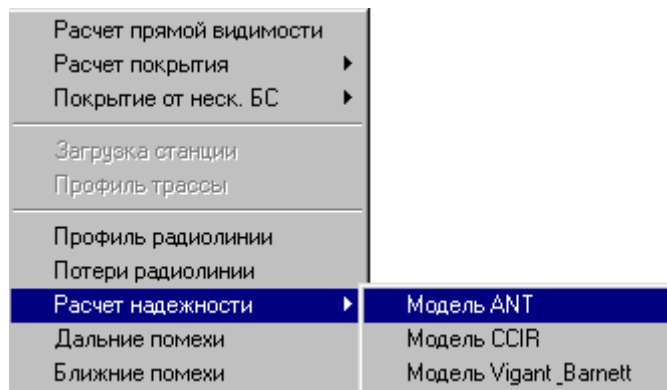 Расчет прямой видимости
Расчет покрытия
Покрытие от неск. БС
Загрузка станции
Профиль трассы
Профиль радиолинии
Потери радиолинии
Расчет надежности
Модель ANT
Дальние помехи
Модель CCIR
Ближние помехи
Модель Vigant_Barnett